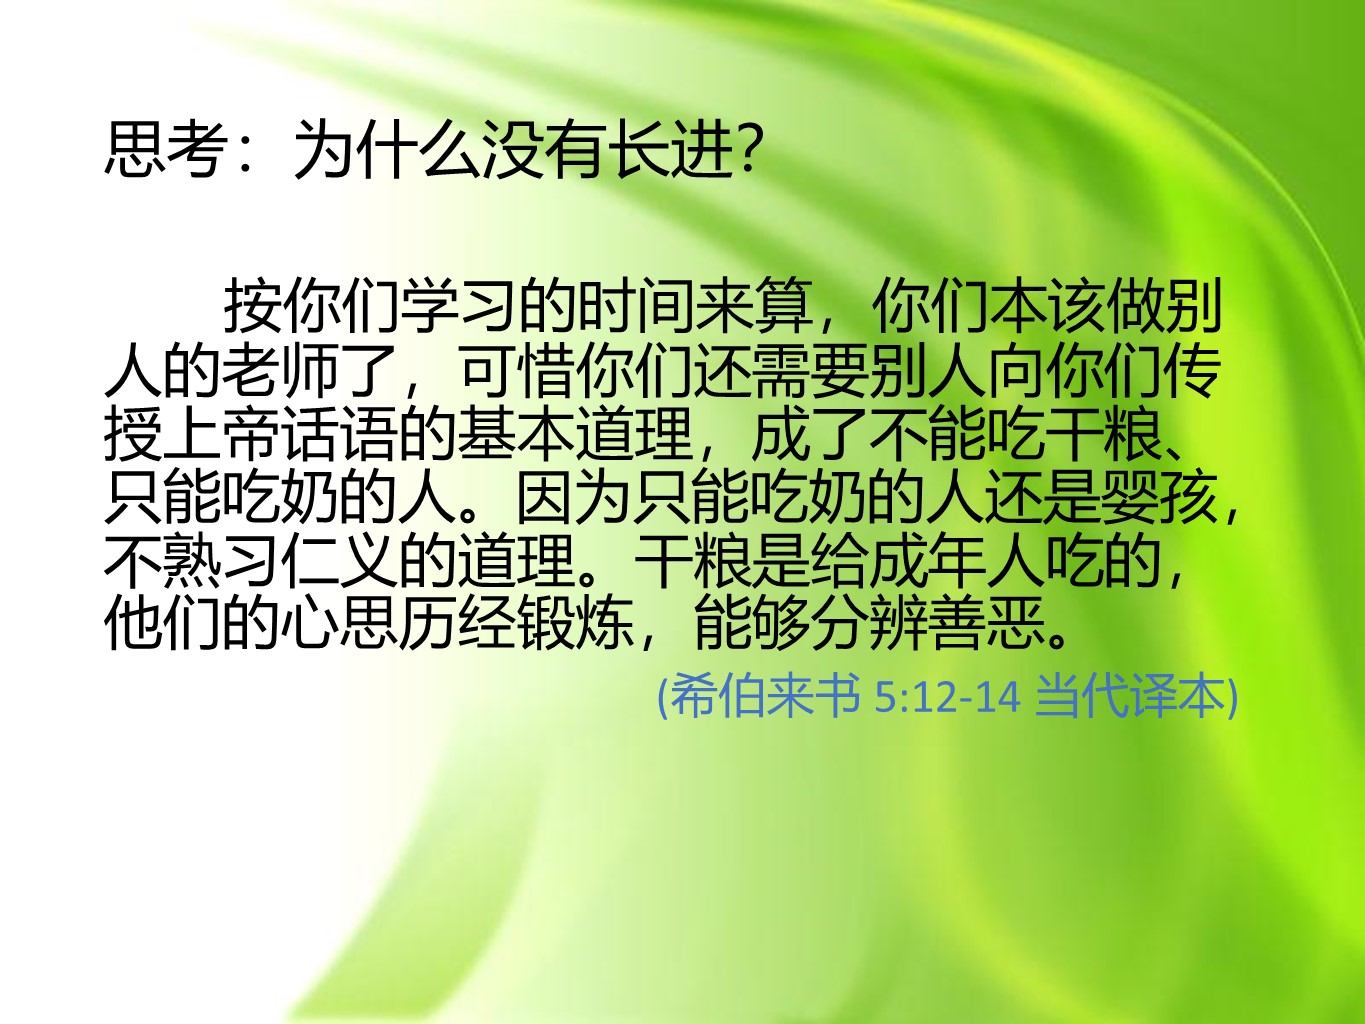 思考：为什么没有长进？
按你们学习的时间来算，你们本该做别
人的老师了，可惜你们还需要别人向你们传
授上帝话语的基本道理，成了不能吃干粮、
只能吃奶的人。因为只能吃奶的人还是婴孩，
不熟习仁义的道理。干粮是给成年人吃的，
他们的心思历经锻炼，能够分辨善恶。
(希伯来书 5:12-14 当代译本)